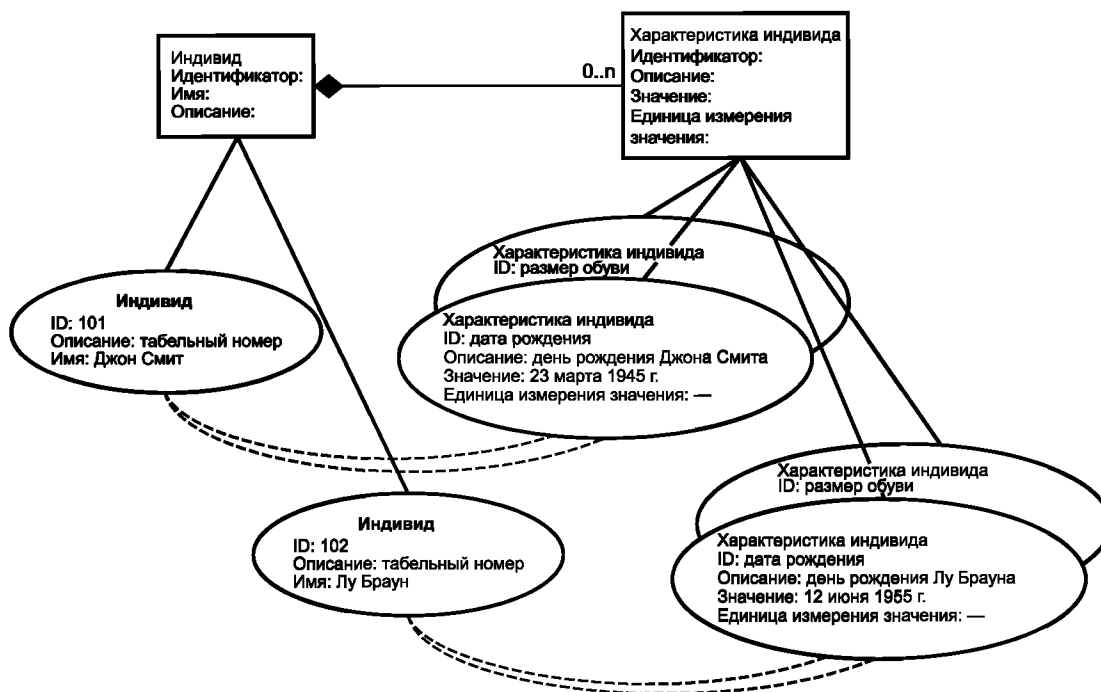 Индивид
Идентификатор:
Имя:
Описание:
0..n
Характеристика индивида
Идентификатор:
Описание:
Значение:
Единица измерения
значения:
Индивид
ID: 101
Описание: табельный номер
Имя: Джон Смит
Характеристика индивида
ID: размер обуви
Характеристика индивида
ID: дата рождения
Описание: день рождения Джона Смита
Значение: 23 марта 1945 г.
Единица измерения значения: —
Индивид
ID: 102
Описание: табельный номер
Имя: Лу Браун
Характеристика индивида
ID: размер обуви
Характеристика индивида
ID: дата рождения
Описание: день рождения Лу Брауна
Значение: 12 июня 1955 г.
Единица измерения значения: —